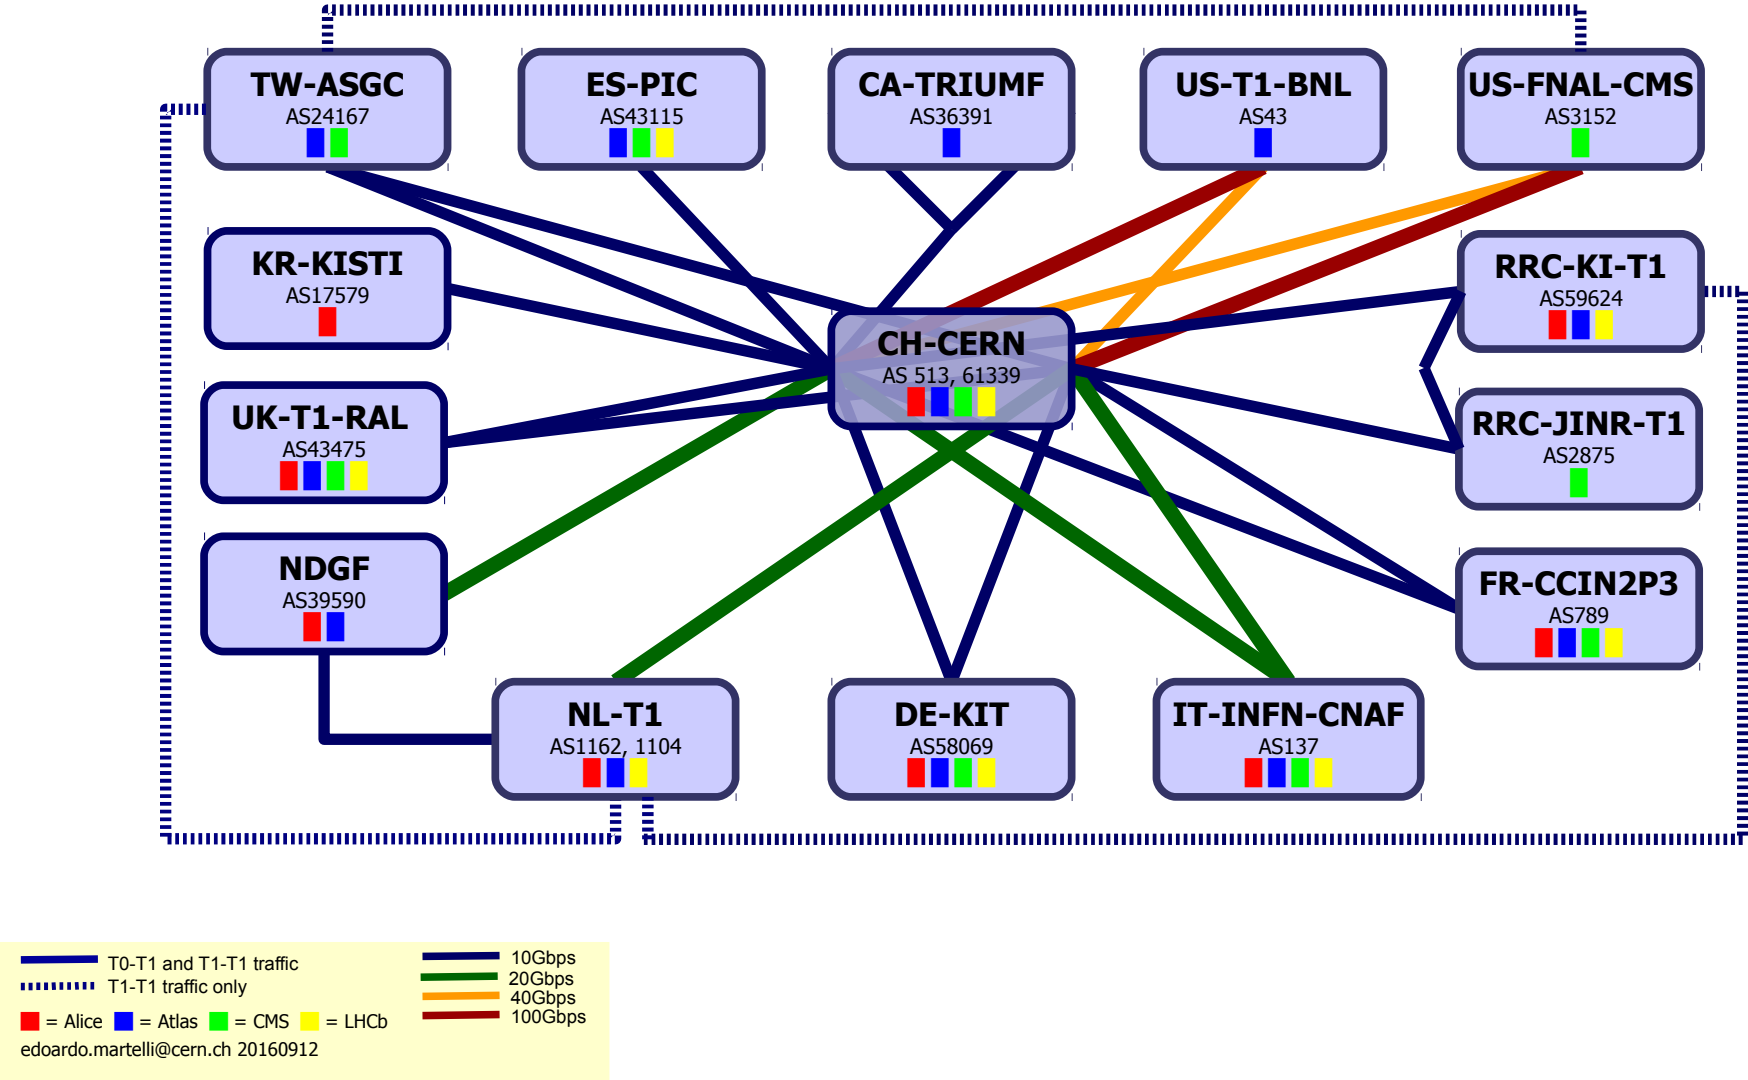 TW-ASGC
AS24167
ES-PIC
AS43115
CA-TRIUMF
AS36391
US-T1-BNL
AS43
US-FNAL-CMS
AS3152
KR-KISTI
AS17579
RRC-KI-T1
AS59624
CH-CERN
AS 513, 61339
UK-T1-RAL
AS43475
RRC-JINR-T1
AS2875
NDGF
AS39590
FR-CCIN2P3
AS789
NL-T1
AS1162, 1104
DE-KIT
AS58069
IT-INFN-CNAF
AS137
T0-T1 and T1-T1 traffic
T1-T1 traffic only
= Alice = Atlas = CMS = LHCb
edoardo.martelli@cern.ch 20160912
10Gbps
20Gbps
40Gbps
100Gbps